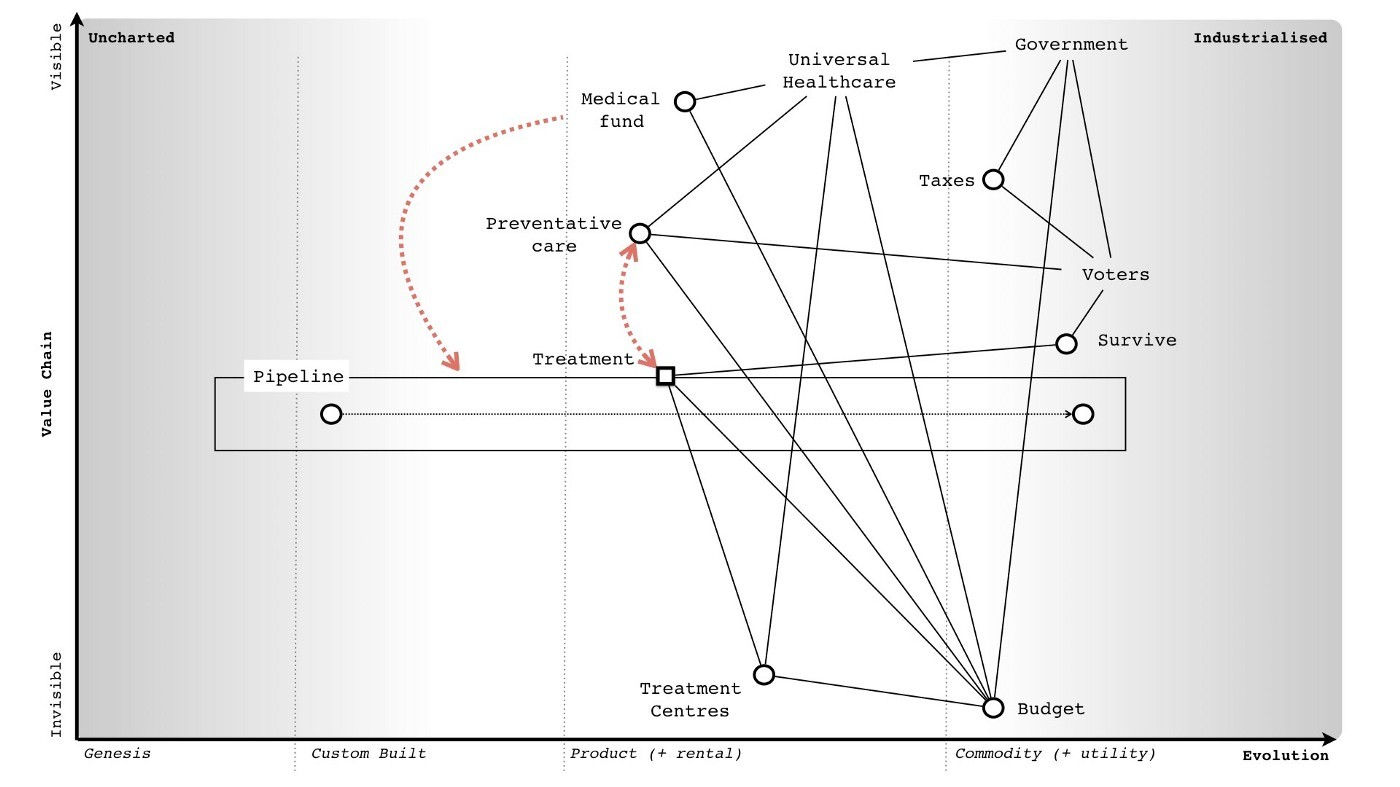 Visible
Uncharted
Industrialised
Government
Universal
Healthcare
Medical
fund
Taxes
Preventative
care
Voters
Survive
Treatment
Pipeline
Value Chain
Treatment
Centres
Budget
Invisible
Genesis
Custom Built
Product (+ rental)
Commodity (+ utility)
Evolution